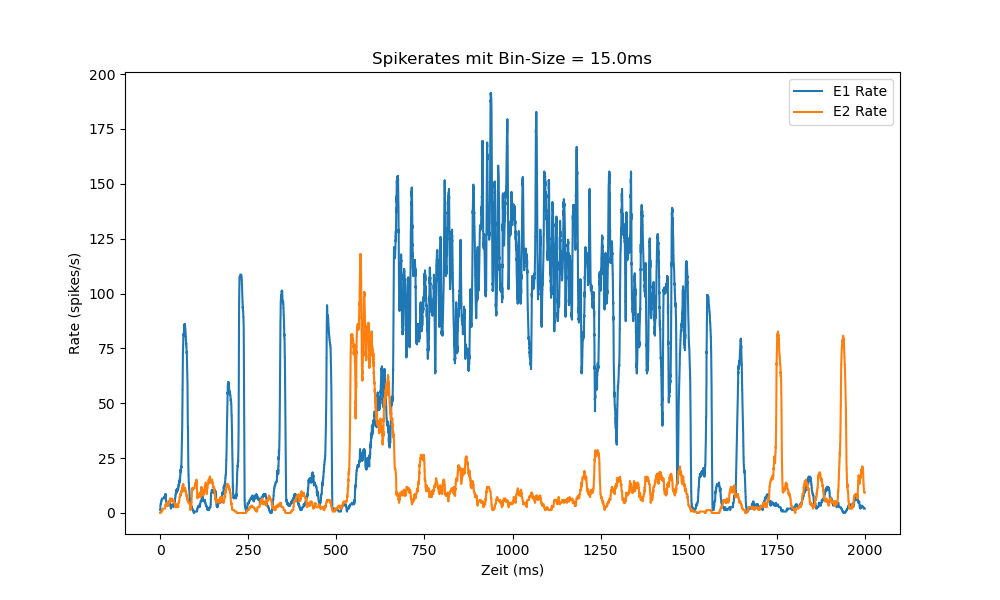 Spikerates mit Bin-Size = 15.0ms
E1 Rate
E2 Rate
200
175
150
125
100
75
50
25
0
Rate (spikes/s)
0 250 500 750 1000 1250 1500 1750 2000
Zeit (ms)